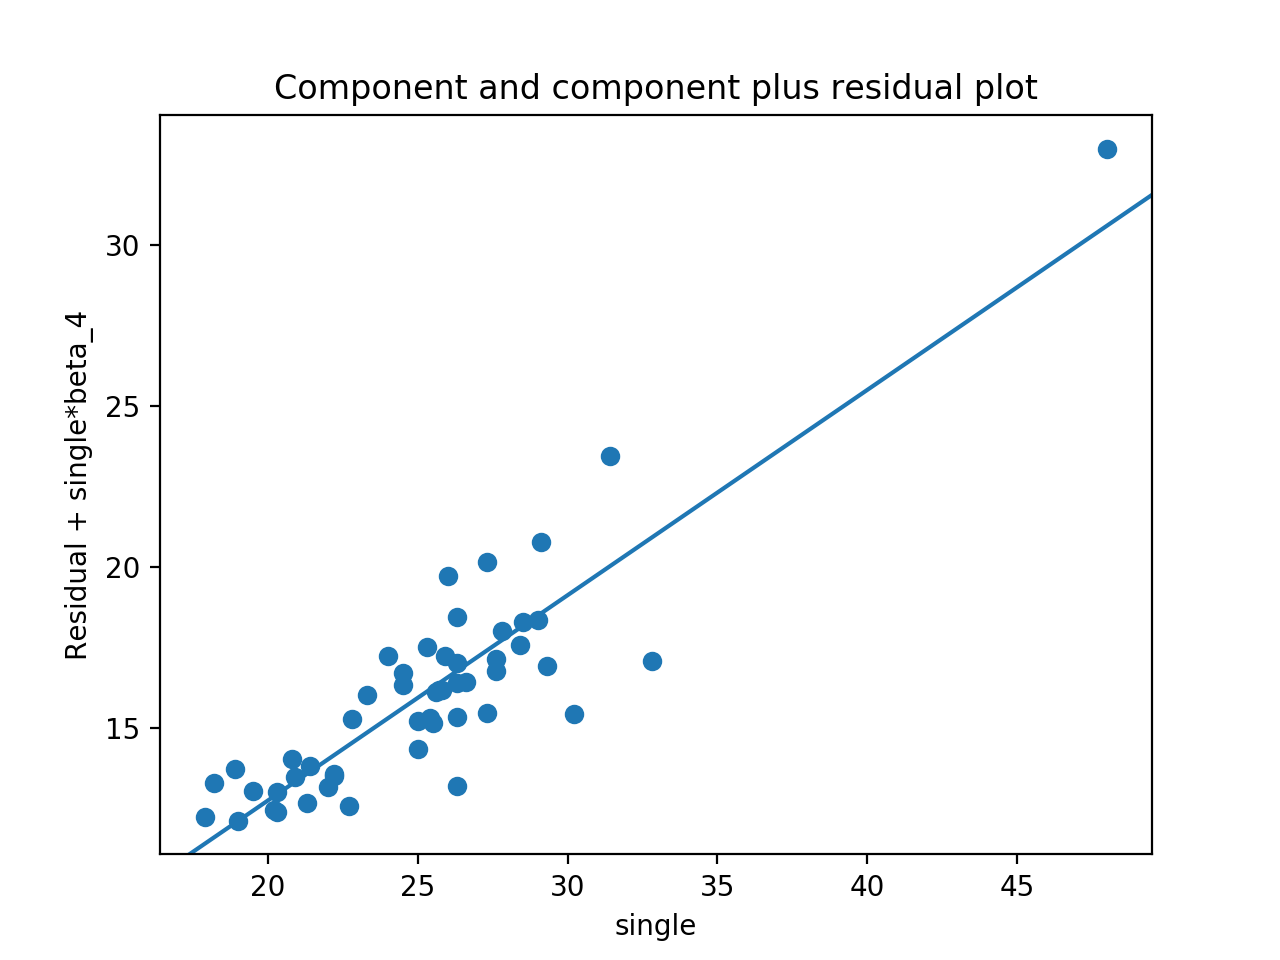 Component and component plus residual plot
Residual + single*beta_4
30
25
20
15
20 25 30 35 40 45
single